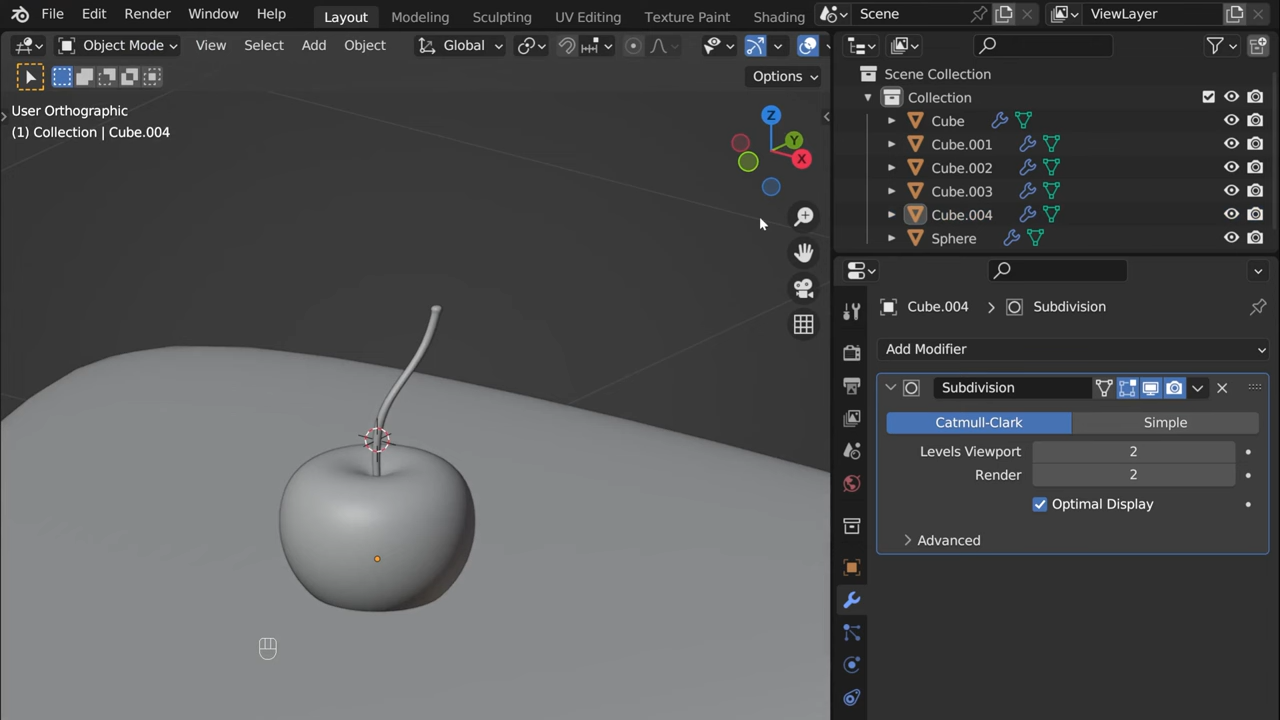 File Edit Render Window Help Layout Modeling Sculpting UV Editing Texture Paint Shading Scene ViewLayer
Object Mode View Select Add Object Global
Options
User Orthographic
(1) Collection | Cube.004
Z
Y
X
Scene Collection
Collection
Cube
Cube.001
Cube.002
Cube.003
Cube.004
Sphere
Cube.004 > Subdivision
Add Modifier
Subdivision
Catmull-Clark Simple
Levels Viewport 2
Render 2
Optimal Display
Advanced